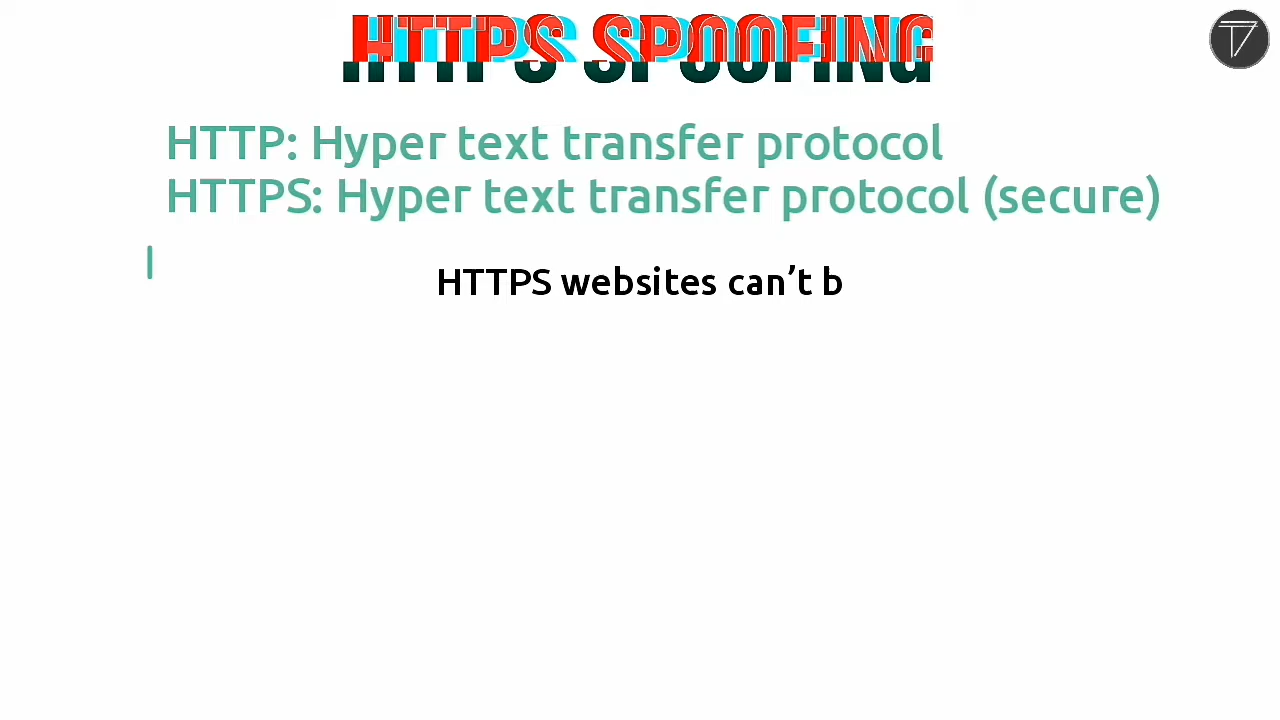 HTTPS SPOOFING
HTTP: Hyper text transfer protocol
HTTPS: Hyper text transfer protocol (secure)
HTTPS websites can’t b